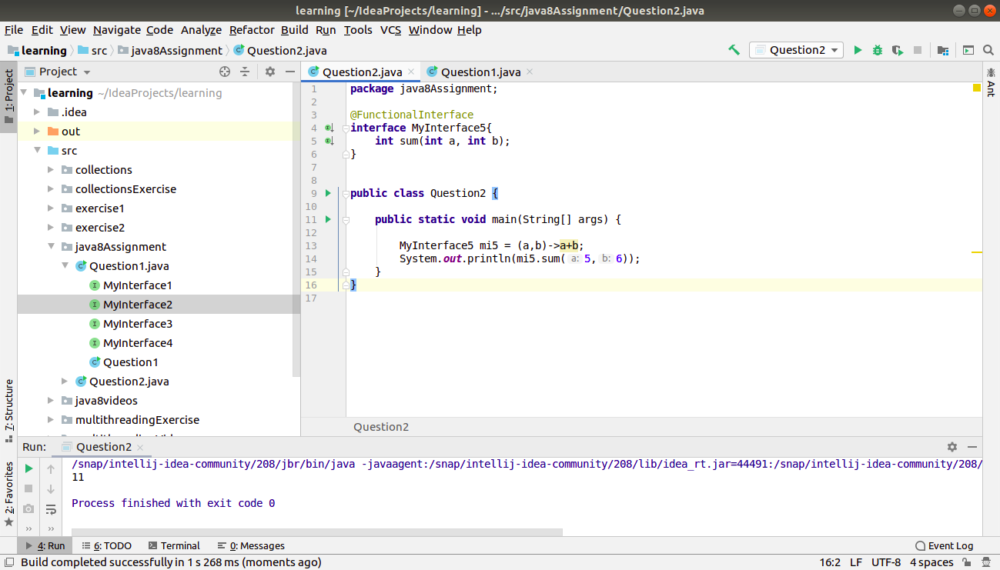 learning [~/IdeaProjects/learning] - .../src/java8Assignment/Question2.java
File Edit View Navigate Code Analyze Refactor Build Run Tools VCS Window Help
learning src java8Assignment Question2.java
Question2
1: Project
Project
learning ~/IdeaProjects/learning
.idea
out
src
collections
collectionsExercise
exercise1
exercise2
java8Assignment
Question1.java
MyInterface1
MyInterface2
MyInterface3
MyInterface4
Question1
Question2.java
java8videos
multithreadingExercise
7: Structure
2: Favorites
Question2.java Question1.java
1 package java8Assignment;
2
3 @FunctionalInterface
4 interface MyInterface5{
5 int sum(int a, int b);
6 }
7
8
9 public class Question2 {
10
11 public static void main(String[] args) {
12
13 MyInterface5 mi5 = (a,b)->a+b;
14 System.out.println(mi5.sum( a: 5, b: 6));
15 }
16 }
17
Question2
Ant
Run: Question2
/snap/intellij-idea-community/208/jbr/bin/java -javaagent:/snap/intellij-idea-community/208/lib/idea_rt.jar=44491:/snap/intellij-idea-community/208/
11
Process finished with exit code 0
4: Run 6: TODO Terminal 0: Messages Event Log
Build completed successfully in 1 s 268 ms (moments ago) 16:2 LF UTF-8 4 spaces